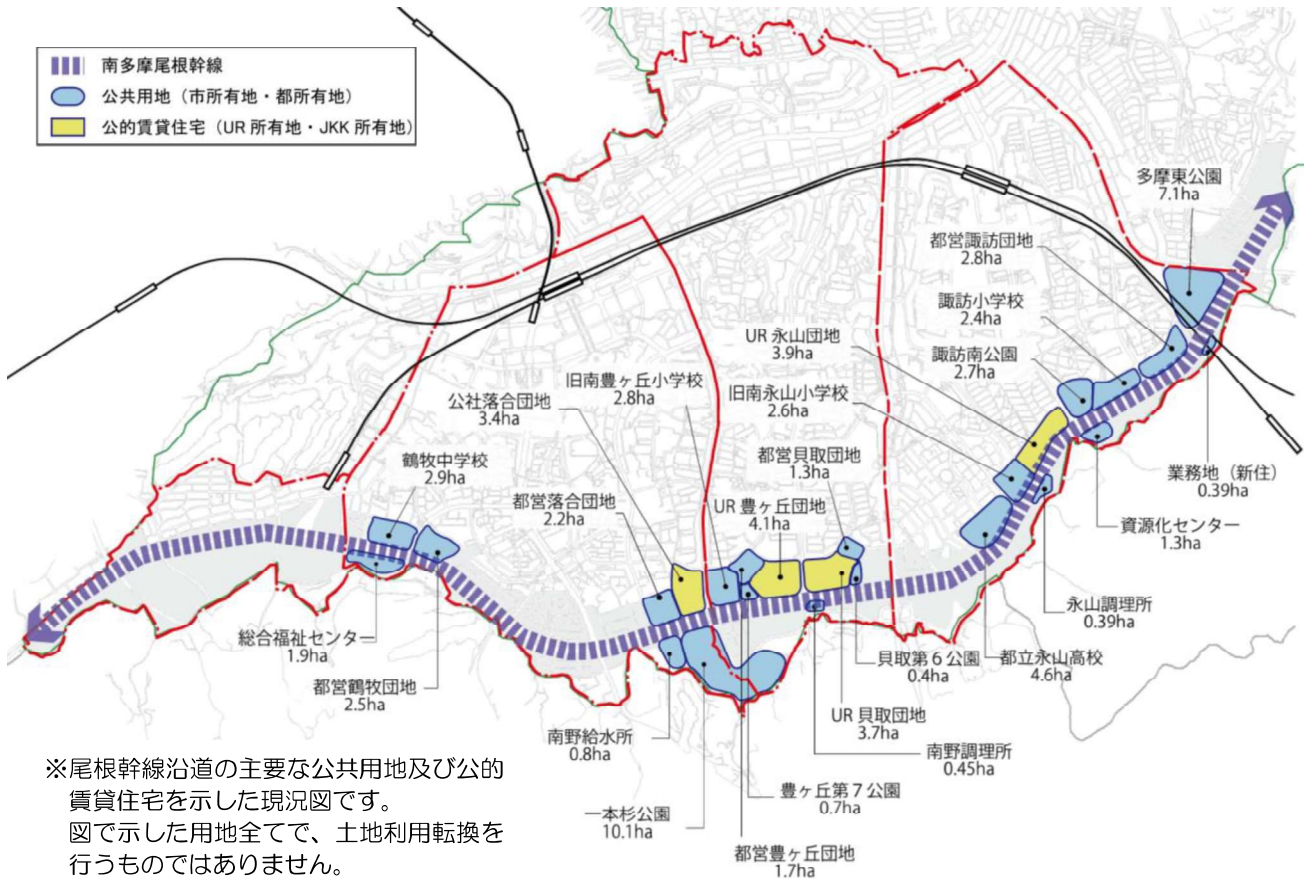 南多摩尾根幹線
公共用地（市所有地・都所有地）
公的賃貸住宅（UR 所有地・JKK 所有地）
多摩東公園
7.1ha
都営諏訪団地
2.8ha
諏訪小学校
2.4ha
UR 永山団地
3.9ha
諏訪南公園
2.7ha
旧南豊ヶ丘小学校
2.8ha
旧南永山小学校
2.6ha
公社落合団地
3.4ha
都営貝取団地
1.3ha
鶴牧中学校
2.9ha
業務地（新住）
0.39ha
都営落合団地
2.2ha
UR 豊ヶ丘団地
4.1ha
資源化センター
1.3ha
永山調理所
0.39ha
総合福祉センター
1.9ha
貝取第６公園
0.4ha
都立永山高校
4.6ha
都営鶴牧団地
2.5ha
UR 貝取団地
3.7ha
南野給水所
0.8ha
南野調理所
0.45ha
豊ヶ丘第７公園
0.7ha
一本杉公園
10.1ha
都営豊ヶ丘団地
1.7ha
※尾根幹線沿道の主要な公共用地及び公的
賃貸住宅を示した現況図です。
図で示した用地全てで、土地利用転換を
行うものではありません。